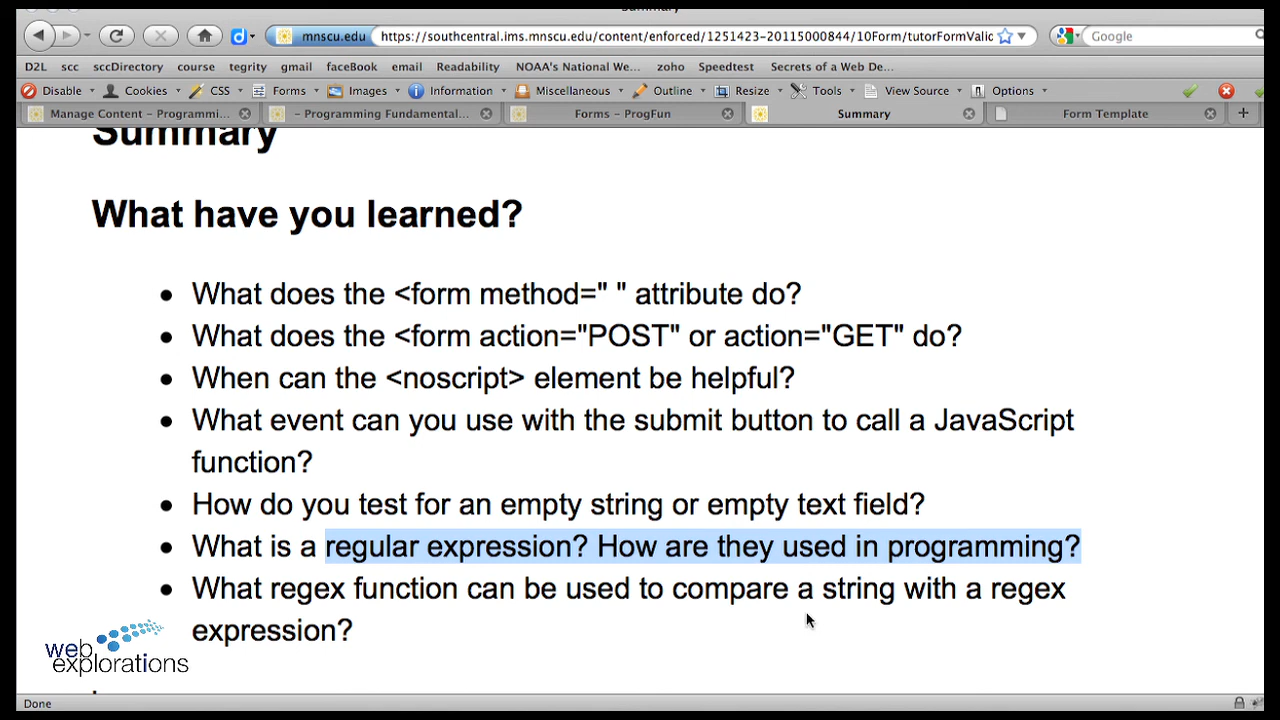 Summary
mnscu.edu https://southcentral.ims.mnscu.edu/content/enforced/1251423-20115000844/10Form/tutorFormValid Google
D2L scc sccDirectory course tegrity gmail faceBook email Readability NOAA's National We... zoho Speedtest Secrets of a Web De...
Disable Cookies CSS Forms Images Information Miscellaneous Outline Resize Tools View Source Options
Manage Content - Programmi... - Programming Fundamental... Forms - ProgFun Summary Form Template
Summary
What have you learned?
• What does the <form method=" " attribute do?
• What does the <form action="POST" or action="GET" do?
• When can the <noscript> element be helpful?
• What event can you use with the submit button to call a JavaScript
function?
• How do you test for an empty string or empty text field?
• What is a regular expression? How are they used in programming?
• What regex function can be used to compare a string with a regex
expression?
web
explorations
Done